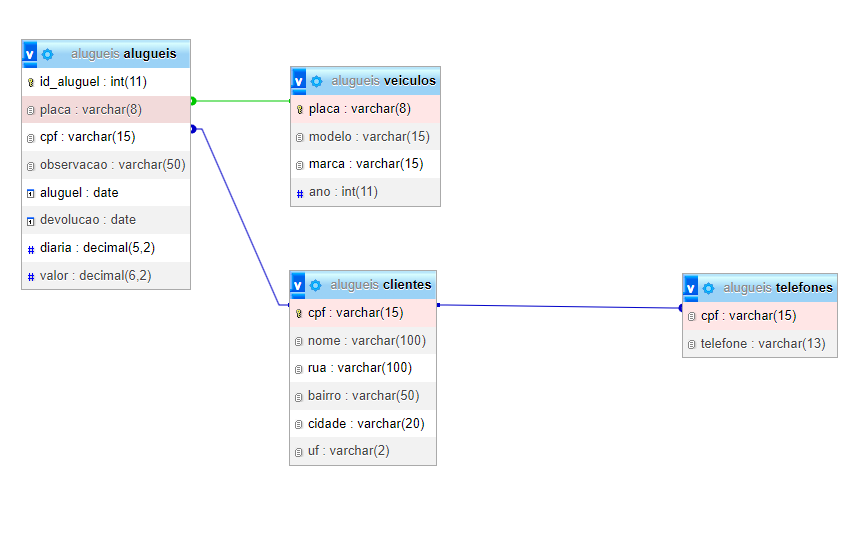 v alugueis alugueis
id_aluguel : int(11)
placa : varchar(8)
cpf : varchar(15)
observacao : varchar(50)
aluguel : date
devolucao : date
# diaria : decimal(5,2)
# valor : decimal(6,2)
v alugueis veiculos
placa : varchar(8)
modelo : varchar(15)
marca : varchar(15)
# ano : int(11)
v alugueis clientes
cpf : varchar(15)
nome : varchar(100)
rua : varchar(100)
bairro : varchar(50)
cidade : varchar(20)
uf : varchar(2)
v alugueis telefones
cpf : varchar(15)
telefone : varchar(13)